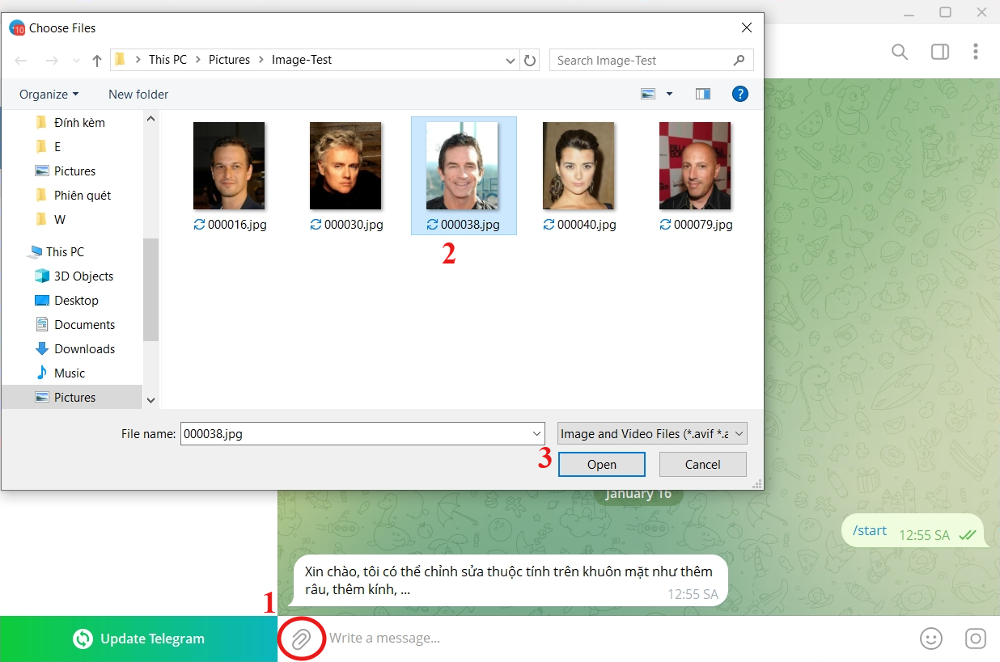 Choose Files
This PC > Pictures > Image-Test
Search Image-Test
Organize
New folder
?
Đính kèm
E
Pictures
Phiên quét
W
This PC
3D Objects
Desktop
Documents
Downloads
Music
Pictures
000016.jpg
000030.jpg
000038.jpg
000040.jpg
000079.jpg
2
File name:
000038.jpg
Image and Video Files (*.avif *.a
3
Open
Cancel
January 16
/start 12:55 SA
Xin chào, tôi có thể chỉnh sửa thuộc tính trên khuôn mặt như thêm
râu, thêm kính, ...
12:55 SA
1
Update Telegram
Write a message...